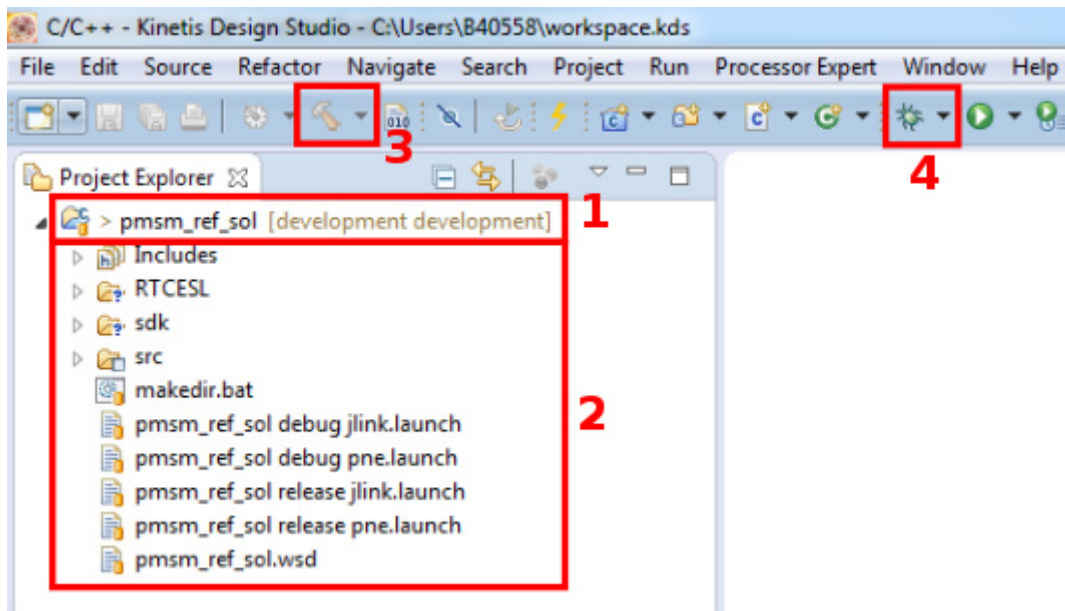 C/C++ - Kinetis Design Studio - C:\Users\B40558\workspace.kds
File Edit Source Refactor Navigate Search Project Run Processor Expert Window Help
010
3
4
Project Explorer
> pmsm_ref_sol [development development]
1
Includes
RTCESL
sdk
src
makedir.bat
pmsm_ref_sol debug jlink.launch
2
pmsm_ref_sol debug pne.launch
pmsm_ref_sol release jlink.launch
pmsm_ref_sol release pne.launch
pmsm_ref_sol.wsd